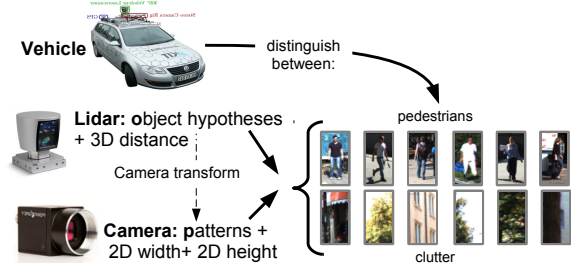 Vehicle
distinguish
between:
Lidar: object hypotheses
+ 3D distance
pedestrians
Camera transform
Camera: patterns +
2D width+ 2D height
clutter